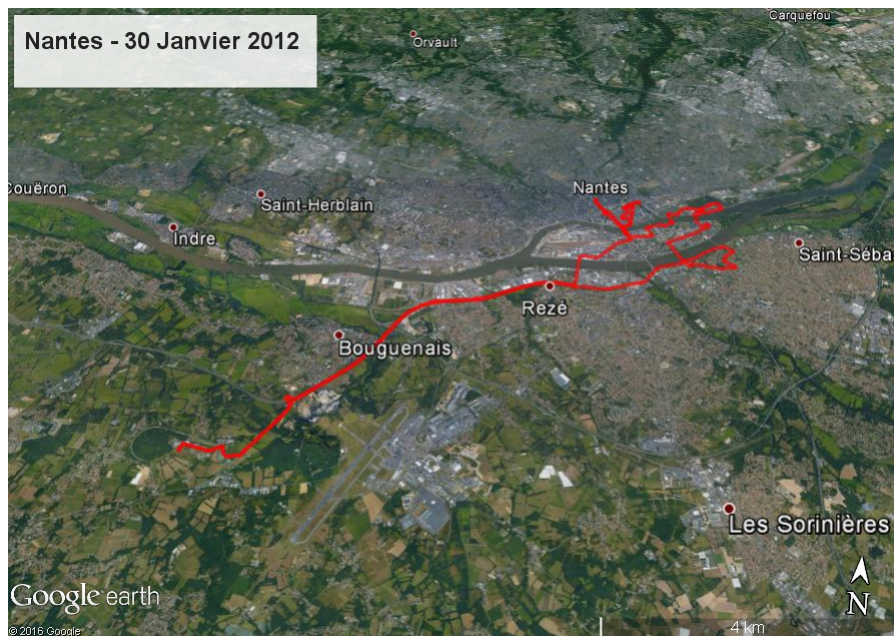 Carquefou
Nantes - 30 Janvier 2012
Orvault
Couëron
Saint-Herblain
Nantes
Indre
Saint-Séba
Rezé
Bouguenais
Les Sorinières
Google earth
N
© 2016 Google
4 km